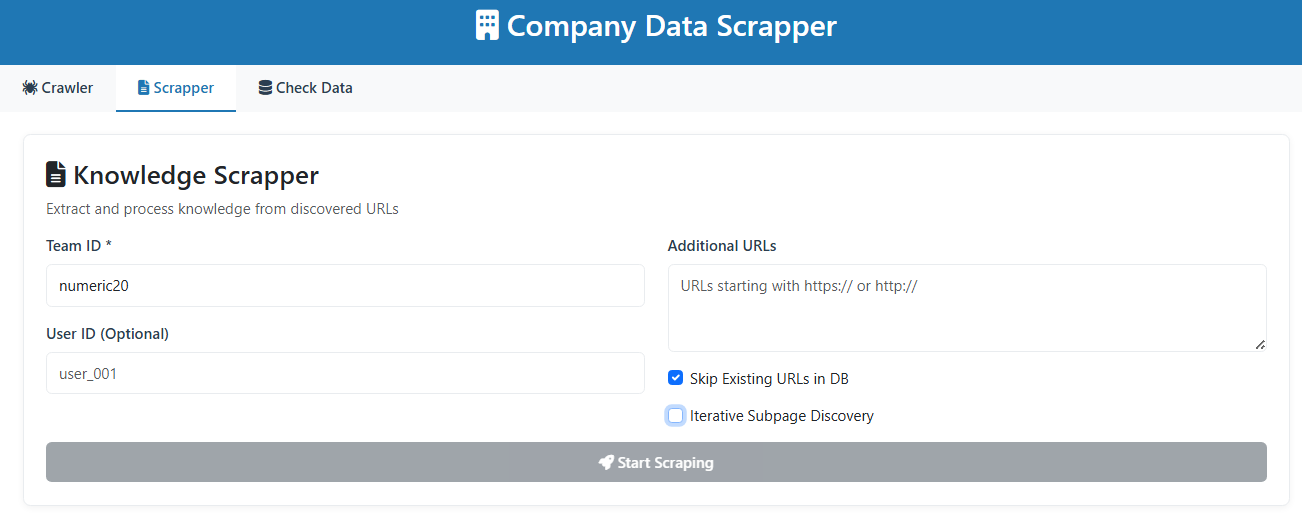 Company Data Scrapper
Crawler
Scrapper
Check Data
Knowledge Scrapper
Extract and process knowledge from discovered URLs
Team ID *
numeric20
User ID (Optional)
user_001
Additional URLs
URLs starting with https:// or http://
Skip Existing URLs in DB
Iterative Subpage Discovery
Start Scraping